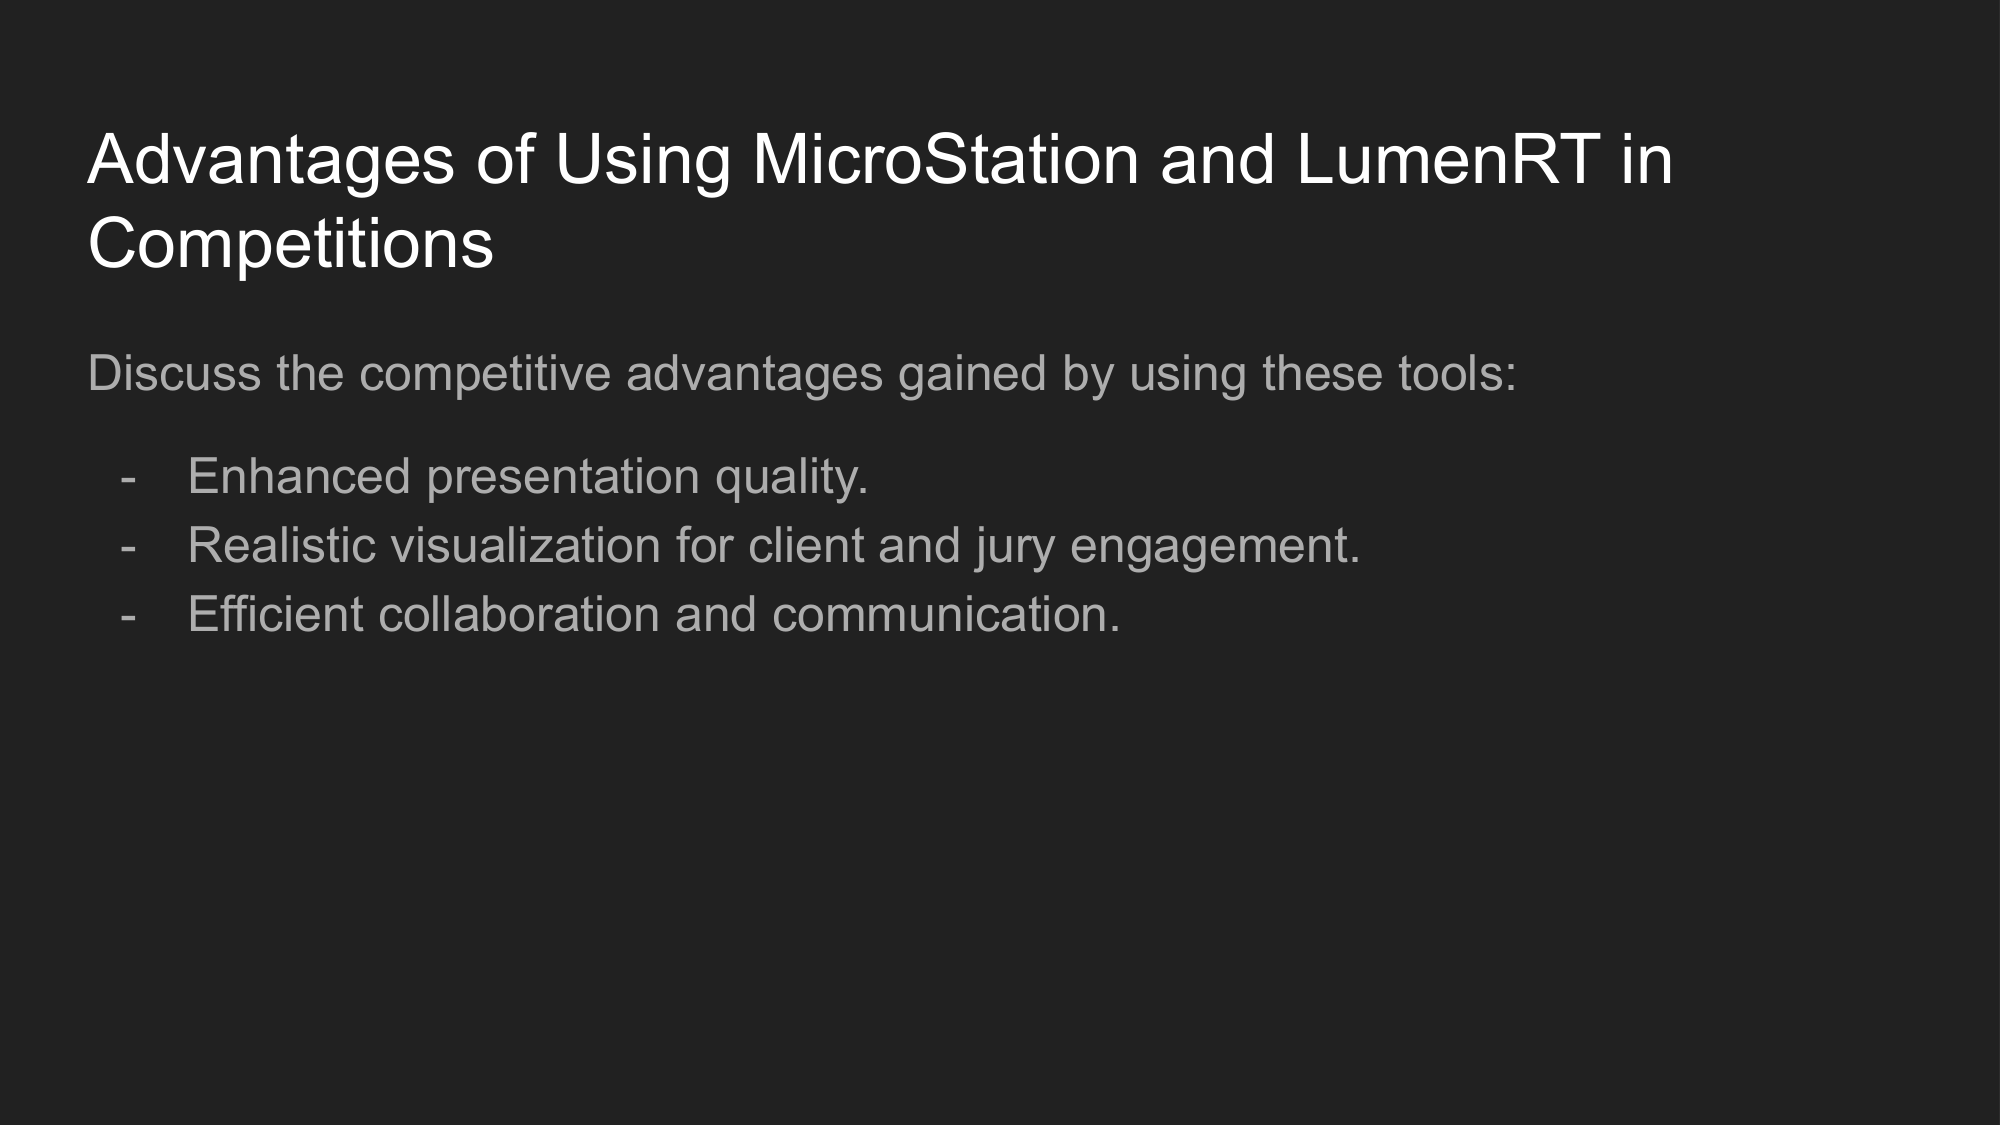 Advantages of Using MicroStation and LumenRT in
Competitions
Discuss the competitive advantages gained by using these tools:
- Enhanced presentation quality.
- Realistic visualization for client and jury engagement.
- Efficient collaboration and communication.